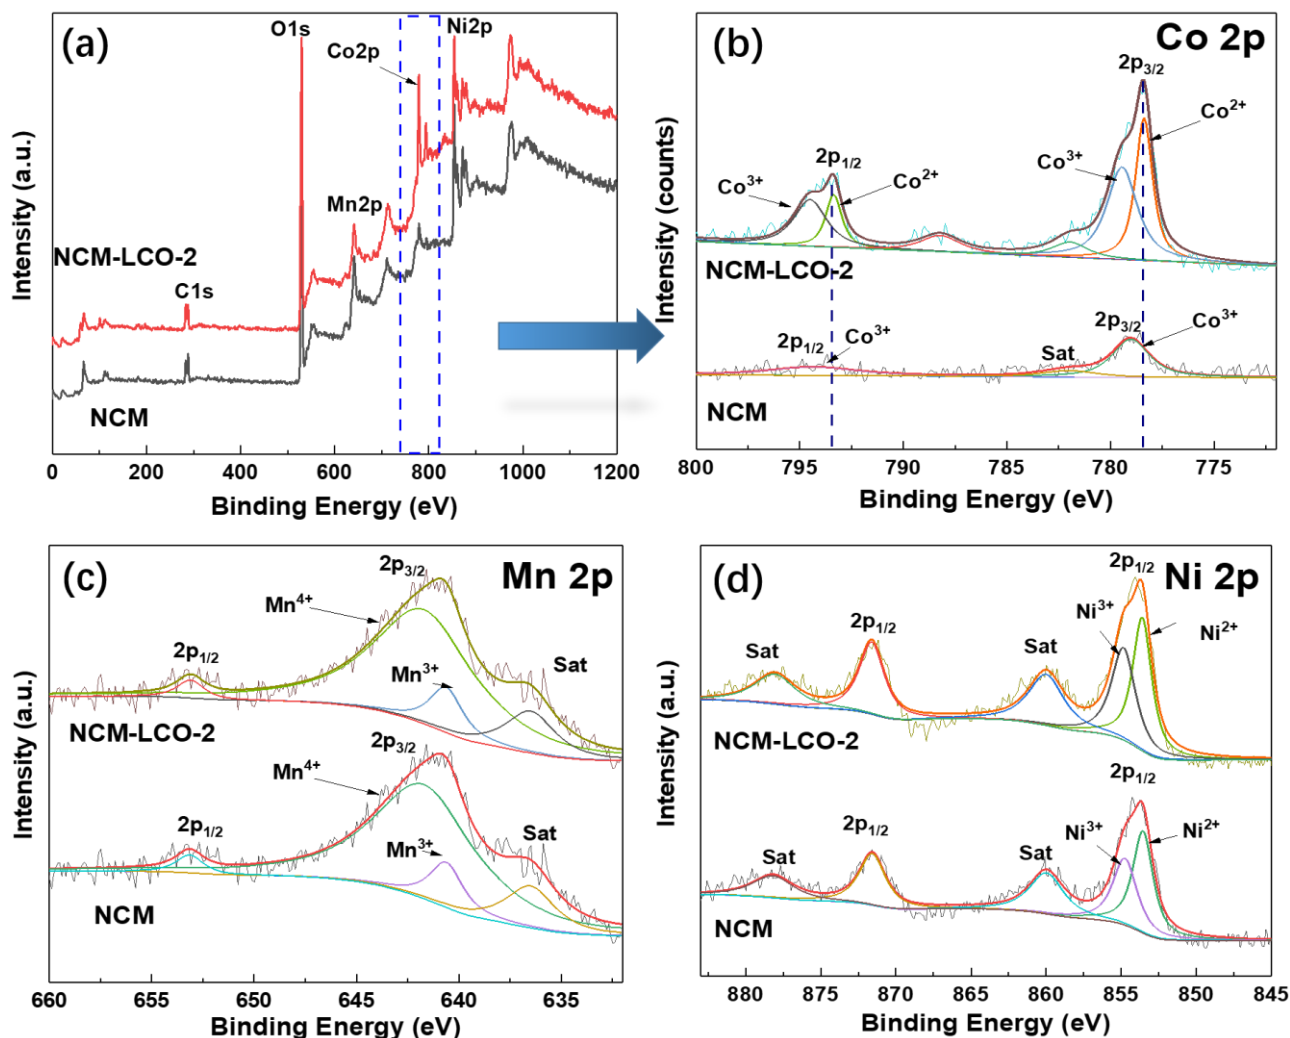 (a)
O1s
Ni2p
Co2p
Mn2p
NCM-LCO-2
C1s
NCM
Intensity (a.u.)
0 200 400 600 800 1000 1200
Binding Energy (eV)
(b)
Co 2p
2p3/2
Co2+
Co3+
2p1/2
Co3+
Co2+
NCM-LCO-2
2p3/2
Co3+
Co3+
2p1/2
Sat
NCM
Intensity (counts)
800 795 790 785 780 775
Binding Energy (eV)
(c)
Mn 2p
2p3/2
Mn4+
2p1/2
Mn3+
Sat
NCM-LCO-2
2p3/2
Mn4+
2p1/2
Mn3+
Sat
NCM
Intensity (a.u.)
660 655 650 645 640 635
Binding Energy (eV)
(d)
Ni 2p
2p1/2
Ni3+
Ni2+
2p1/2
Sat
Sat
NCM-LCO-2
2p1/2
Ni3+
Ni2+
2p1/2
Sat
Sat
NCM
Intensity (a.u.)
880 875 870 865 860 855 850 845
Binding Energy (eV)